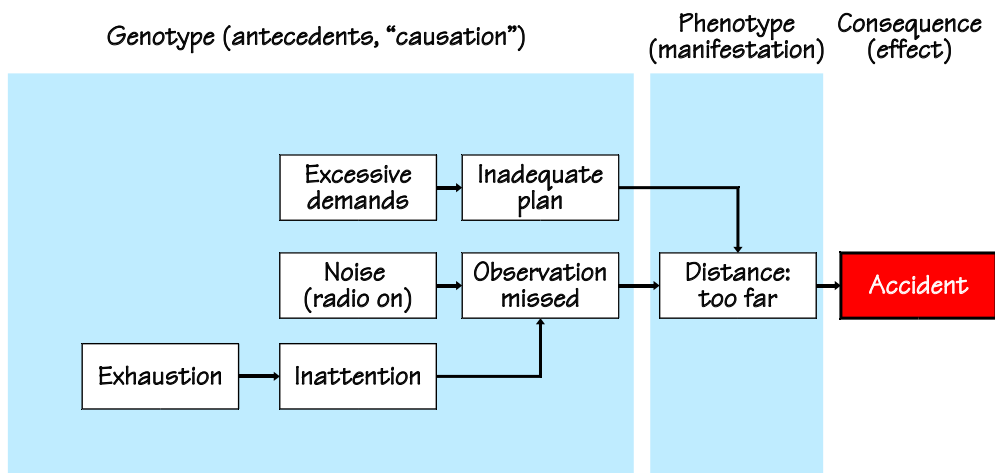 Genotype (antecedents, “causation”)
Phenotype
(manifestation)
Consequence
(effect)
Excessive
demands
Inadequate
plan
Noise
(radio on)
Observation
missed
Distance:
too far
Accident
Exhaustion
Inattention